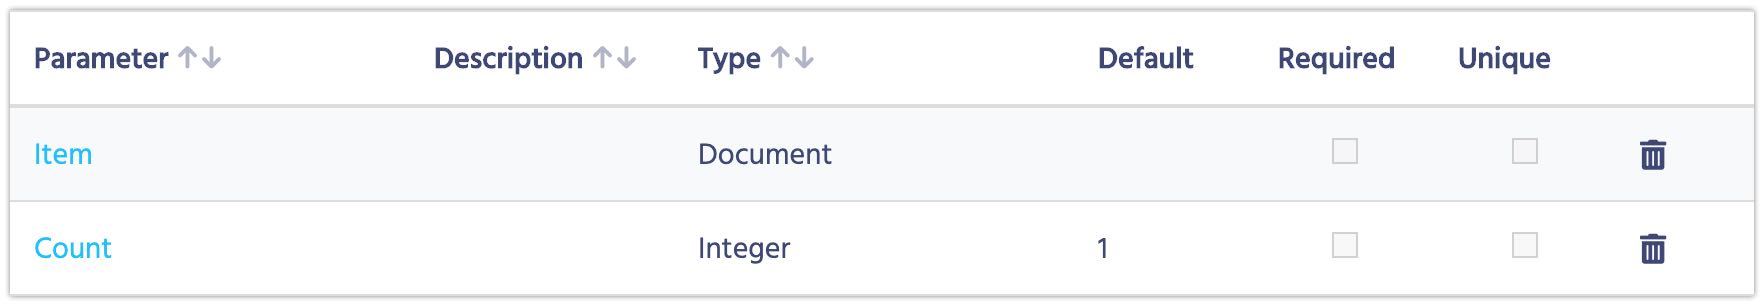 Parameter Description Type Default Required Unique
Item Document
Count Integer 1